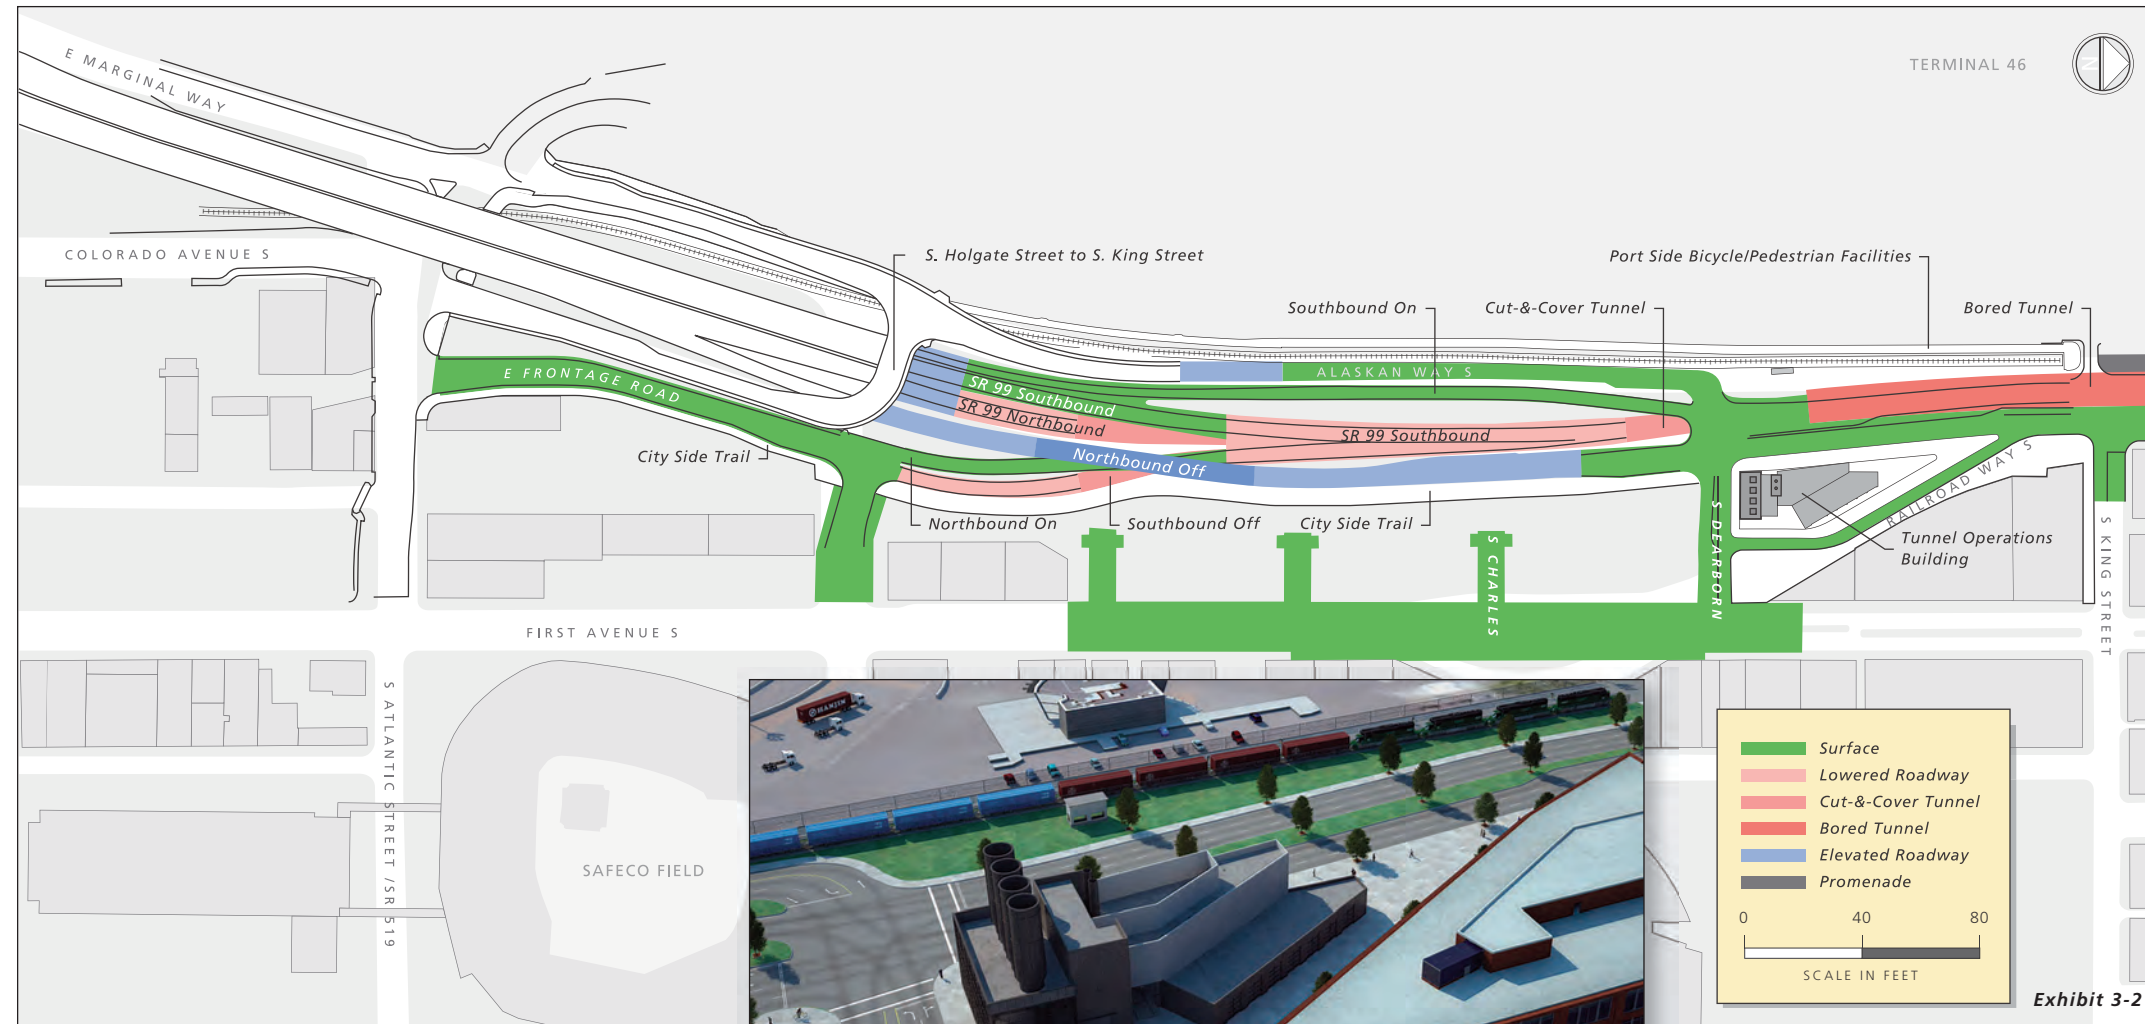 E MARGINAL WAY
TERMINAL 46
N
COLORADO AVENUE S
S. Holgate Street to S. King Street
Port Side Bicycle/Pedestrian Facilities
Southbound On
Cut-&-Cover Tunnel
Bored Tunnel
E FRONTAGE ROAD
ALASKAN WAY S
SR 99 Southbound
SR 99 Northbound
SR 99 Southbound
City Side Trail
Northbound Off
Northbound On
Southbound Off
City Side Trail
RAILROAD WAY S
Tunnel Operations
Building
S CHARLES
S DEARBORN
S KING STREET
FIRST AVENUE S
S ATLANTIC STREET /SR 519
SAFECO FIELD
HANJIN
Surface
Lowered Roadway
Cut-&-Cover Tunnel
Bored Tunnel
Elevated Roadway
Promenade
0 40 80
SCALE IN FEET
Exhibit 3-2